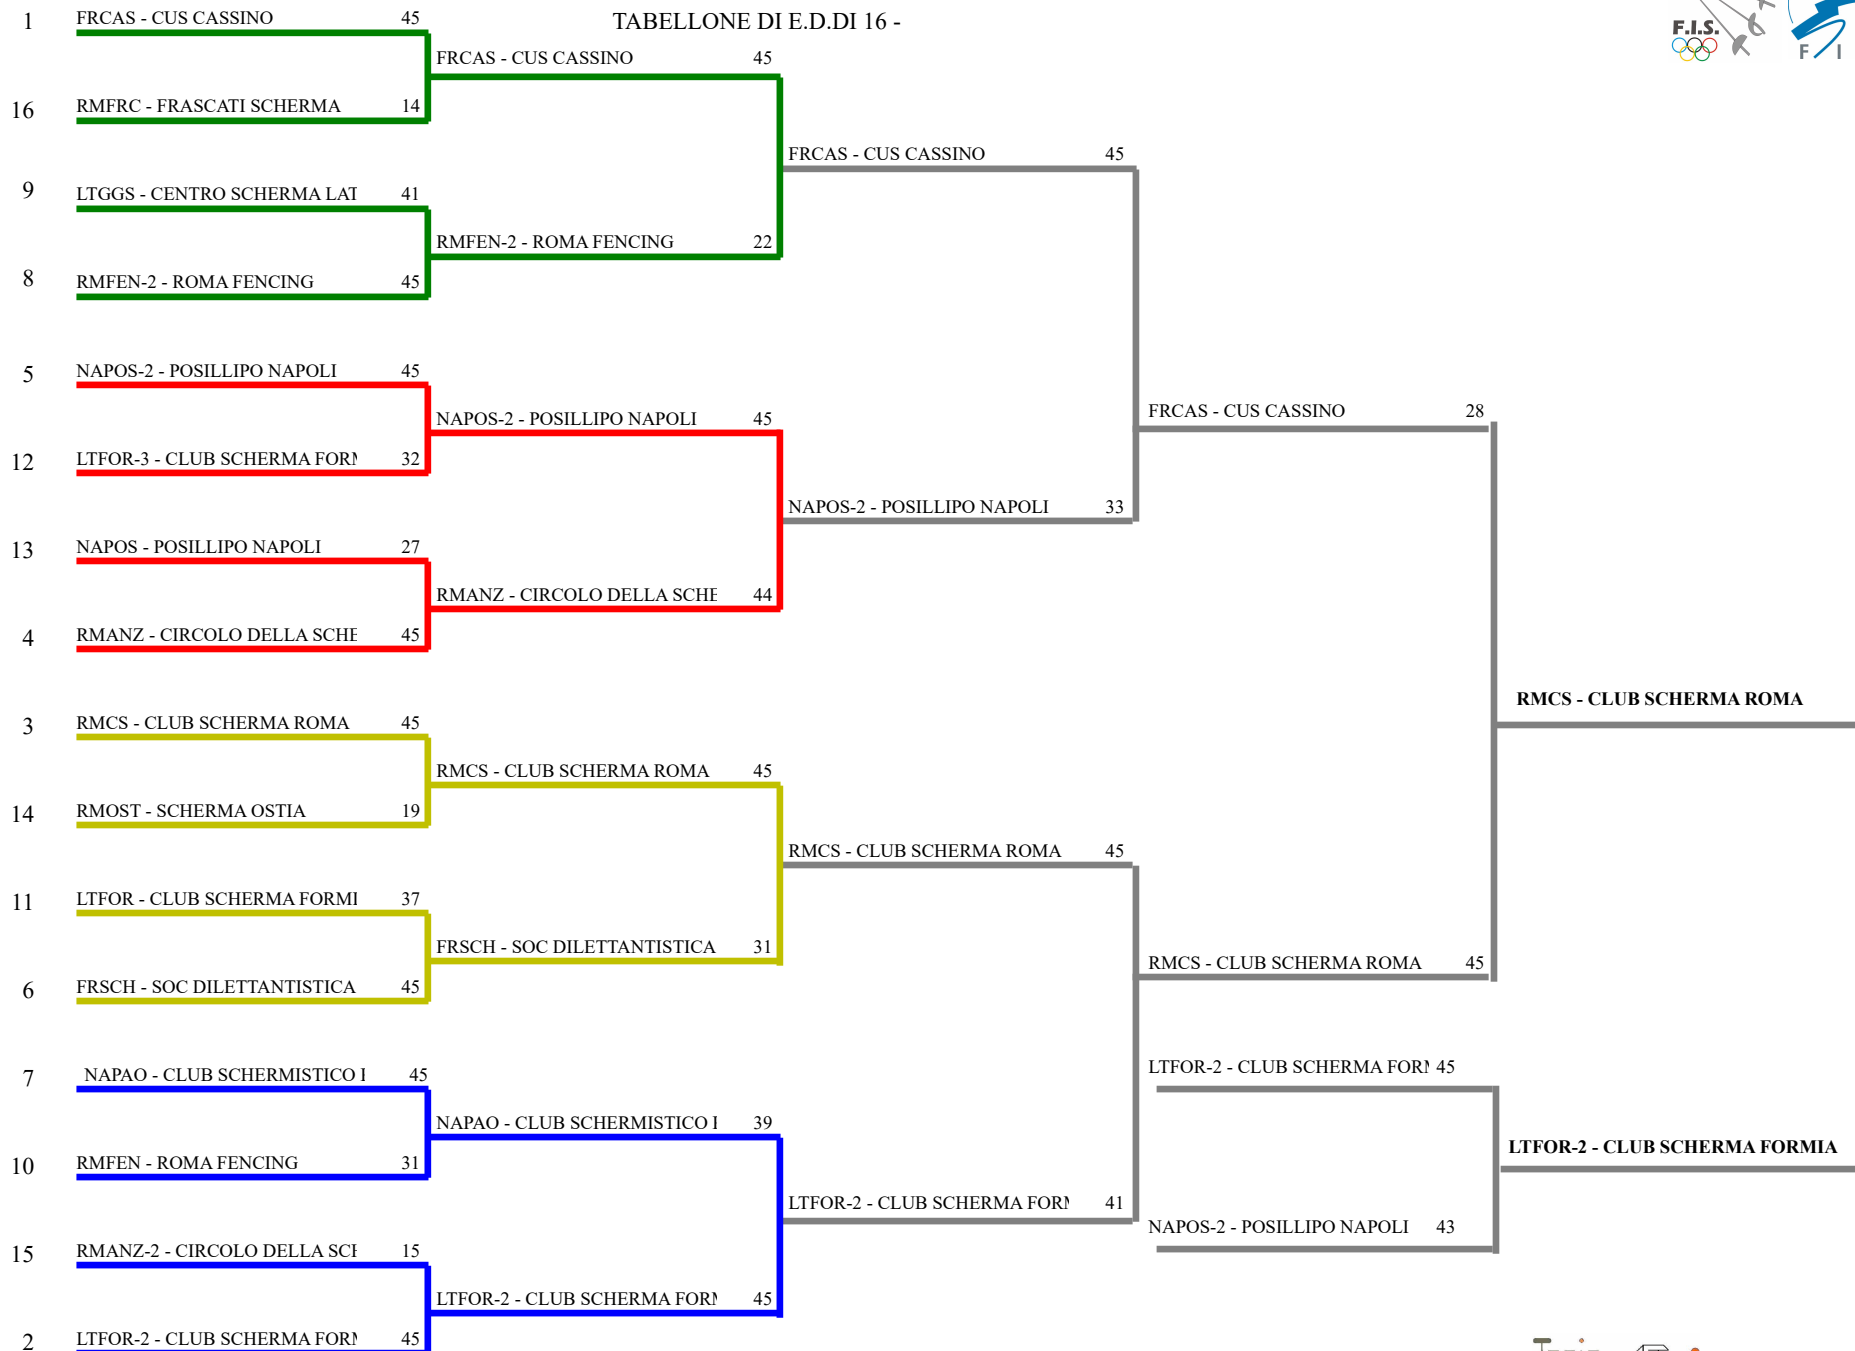 TABELLONE DI E.D.DI 16 -
F.I.S.
F I
1 FRCAS - CUS CASSINO 45
16 RMFRC - FRASCATI SCHERMA 14
9 LTGGS - CENTRO SCHERMA LAT 41
8 RMFEN-2 - ROMA FENCING 45
5 NAPOS-2 - POSILLIPO NAPOLI 45
12 LTFOR-3 - CLUB SCHERMA FOR 32
13 NAPOS - POSILLIPO NAPOLI 27
4 RMANZ - CIRCOLO DELLA SCHE 45
3 RMCS - CLUB SCHERMA ROMA 45
14 RMOST - SCHERMA OSTIA 19
11 LTFOR - CLUB SCHERMA FORMI 37
6 FRSCH - SOC DILETTANTISTICA 45
7 NAPAO - CLUB SCHERMISTICO 45
10 RMFEN - ROMA FENCING 31
15 RMANZ-2 - CIRCOLO DELLA SCH 15
2 LTFOR-2 - CLUB SCHERMA FOR 45
FRCAS - CUS CASSINO 45
RMFEN-2 - ROMA FENCING 22
NAPOS-2 - POSILLIPO NAPOLI 45
RMANZ - CIRCOLO DELLA SCHE 44
RMCS - CLUB SCHERMA ROMA 45
FRSCH - SOC DILETTANTISTICA 31
NAPAO - CLUB SCHERMISTICO 39
LTFOR-2 - CLUB SCHERMA FOR 45
FRCAS - CUS CASSINO 45
NAPOS-2 - POSILLIPO NAPOLI 33
RMCS - CLUB SCHERMA ROMA 45
LTFOR-2 - CLUB SCHERMA FOR 41
FRCAS - CUS CASSINO 28
RMCS - CLUB SCHERMA ROMA 45
LTFOR-2 - CLUB SCHERMA FOR 45
NAPOS-2 - POSILLIPO NAPOLI 43
RMCS - CLUB SCHERMA ROMA
LTFOR-2 - CLUB SCHERMA FORMIA